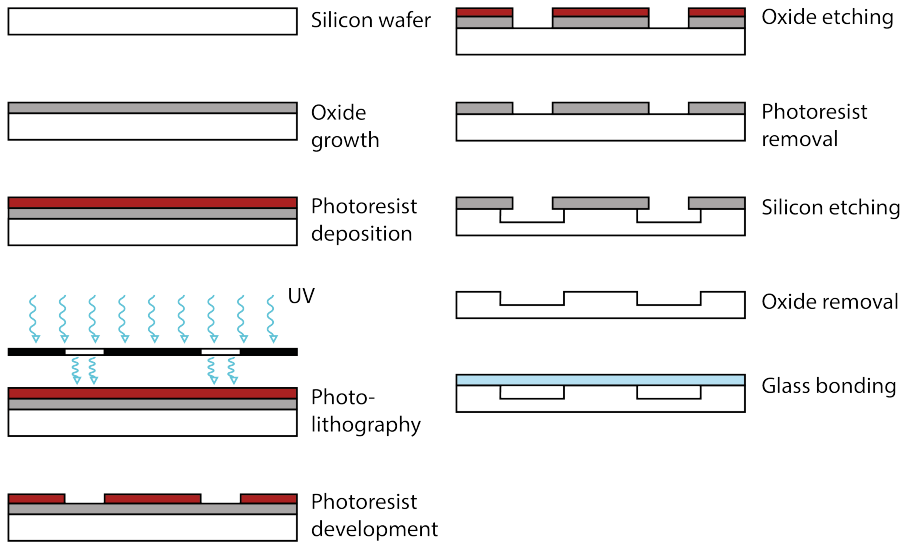 Silicon wafer
Oxide
growth
Photoresist
deposition
UV
Photo-
lithography
Photoresist
development
Oxide etching
Photoresist
removal
Silicon etching
Oxide removal
Glass bonding